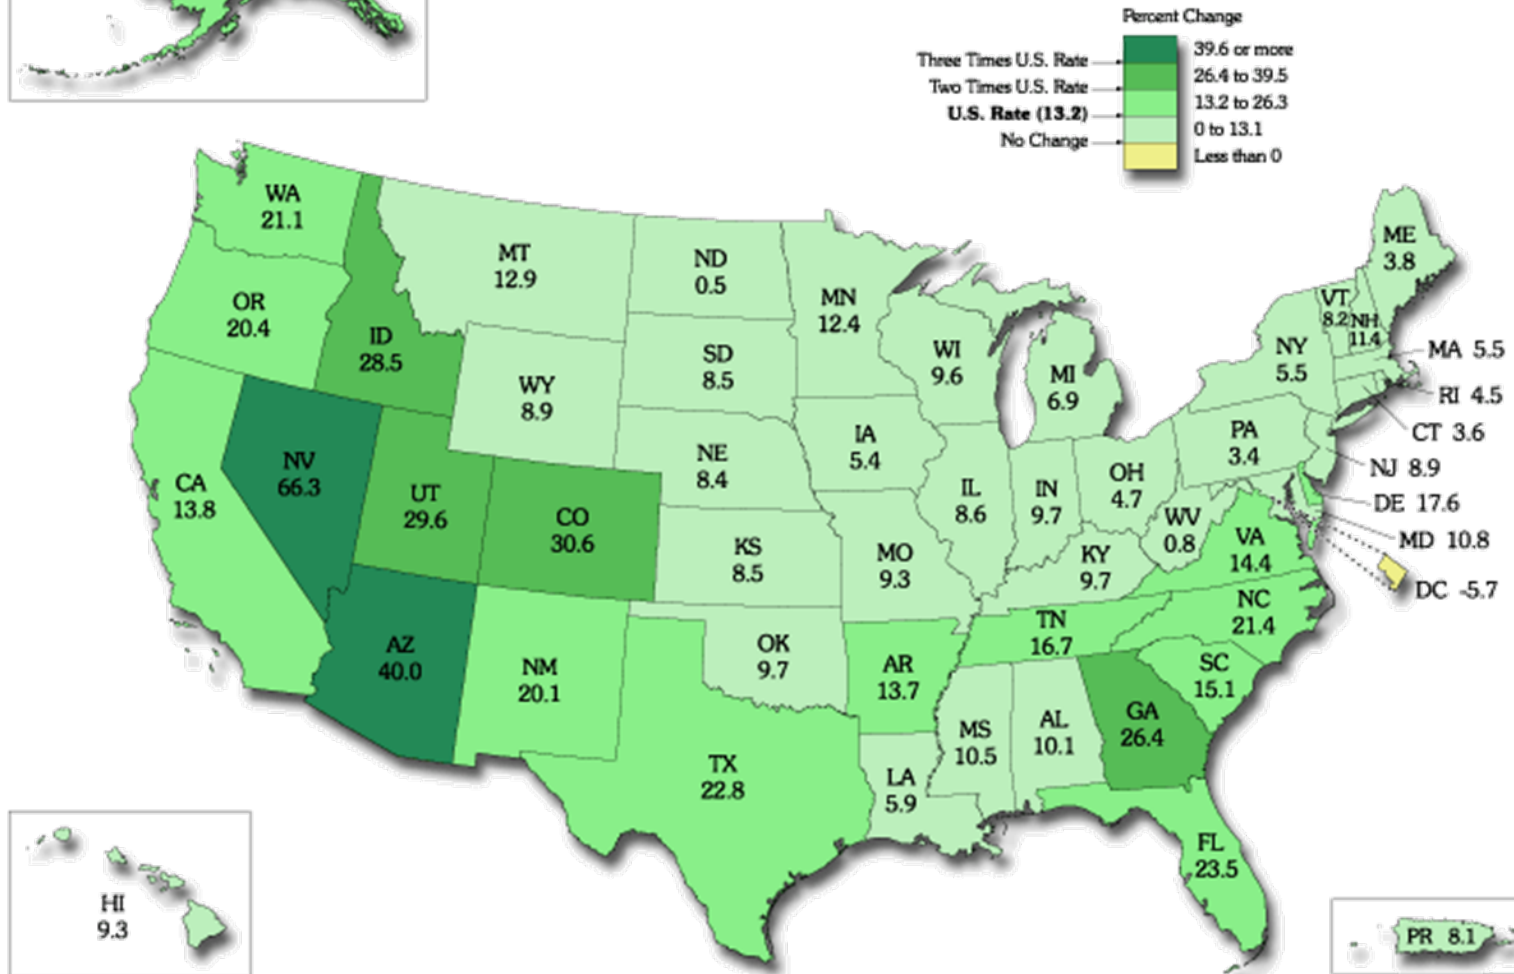 Percent Change
39.6 or more
Three Times U.S. Rate
26.4 to 39.5
Two Times U.S. Rate
13.2 to 26.3
U.S. Rate (13.2)
0 to 13.1
No Change
Less than 0
WA
21.1
MT
12.9
ND
0.5
MN
12.4
ME
3.8
VT
8.2
NH
11.4
OR
20.4
ID
28.5
SD
8.5
WI
9.6
MI
6.9
NY
5.5
MA 5.5
RI 4.5
CT 3.6
WY
8.9
NE
8.4
IA
5.4
PA
3.4
NJ 8.9
DE 17.6
MD 10.8
DC -5.7
CA
13.8
NV
66.3
UT
29.6
CO
30.6
KS
8.5
MO
9.3
IL
8.6
IN
9.7
OH
4.7
WV
0.8
KY
9.7
VA
14.4
NC
21.4
TN
16.7
SC
15.1
AZ
40.0
NM
20.1
OK
9.7
AR
13.7
MS
10.5
AL
10.1
GA
26.4
TX
22.8
LA
5.9
FL
23.5
HI
9.3
PR 8.1